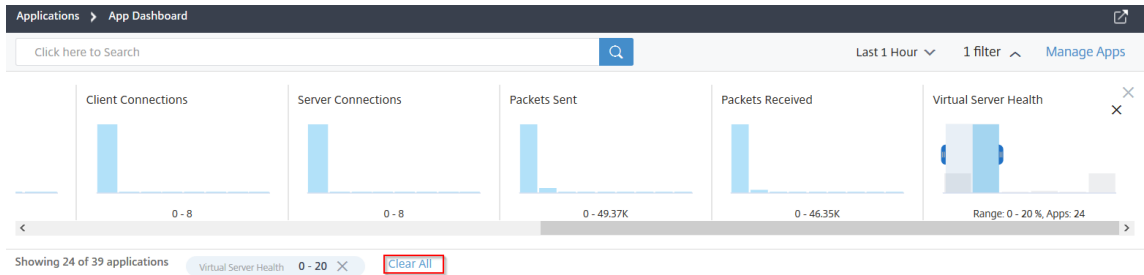 Applications > App Dashboard
Click here to Search
Last 1 Hour
1 filter
Manage Apps
Client Connections
Server Connections
Packets Sent
Packets Received
Virtual Server Health
0 - 8
0 - 8
0 - 49.37K
0 - 46.35K
Range: 0 - 20 %, Apps: 24
Showing 24 of 39 applications
Virtual Server Health 0 - 20
Clear All